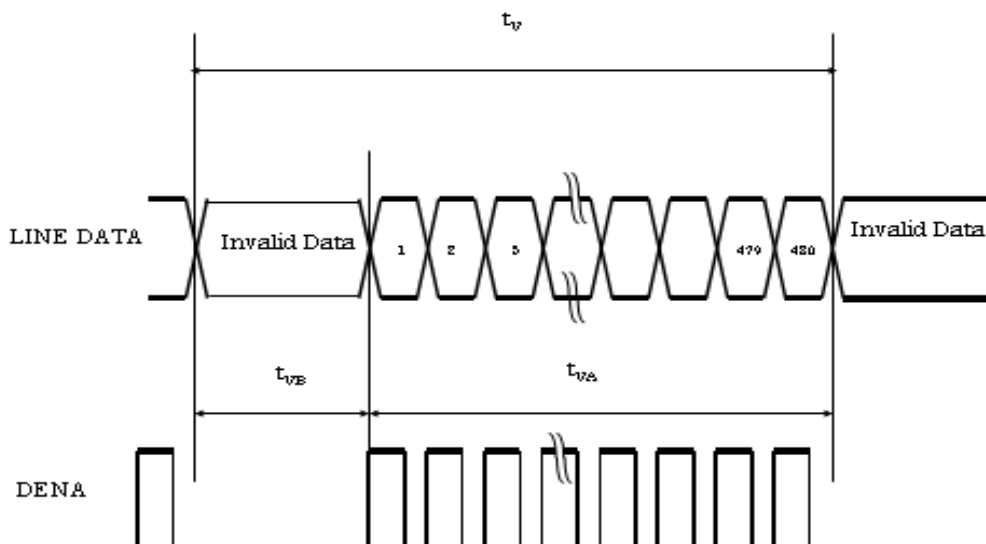 tV
LINE DATA
Invalid Data
1
2
3
479
480
Invalid Data
tVB
tVA
DENA